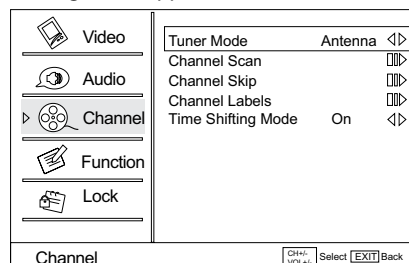 Video
Audio
Channel
Function
Lock
Tuner Mode Antenna
Channel Scan
Channel Skip
Channel Labels
Time Shifting Mode On
Channel
CH+/-
VOL+/-
Select EXIT Back